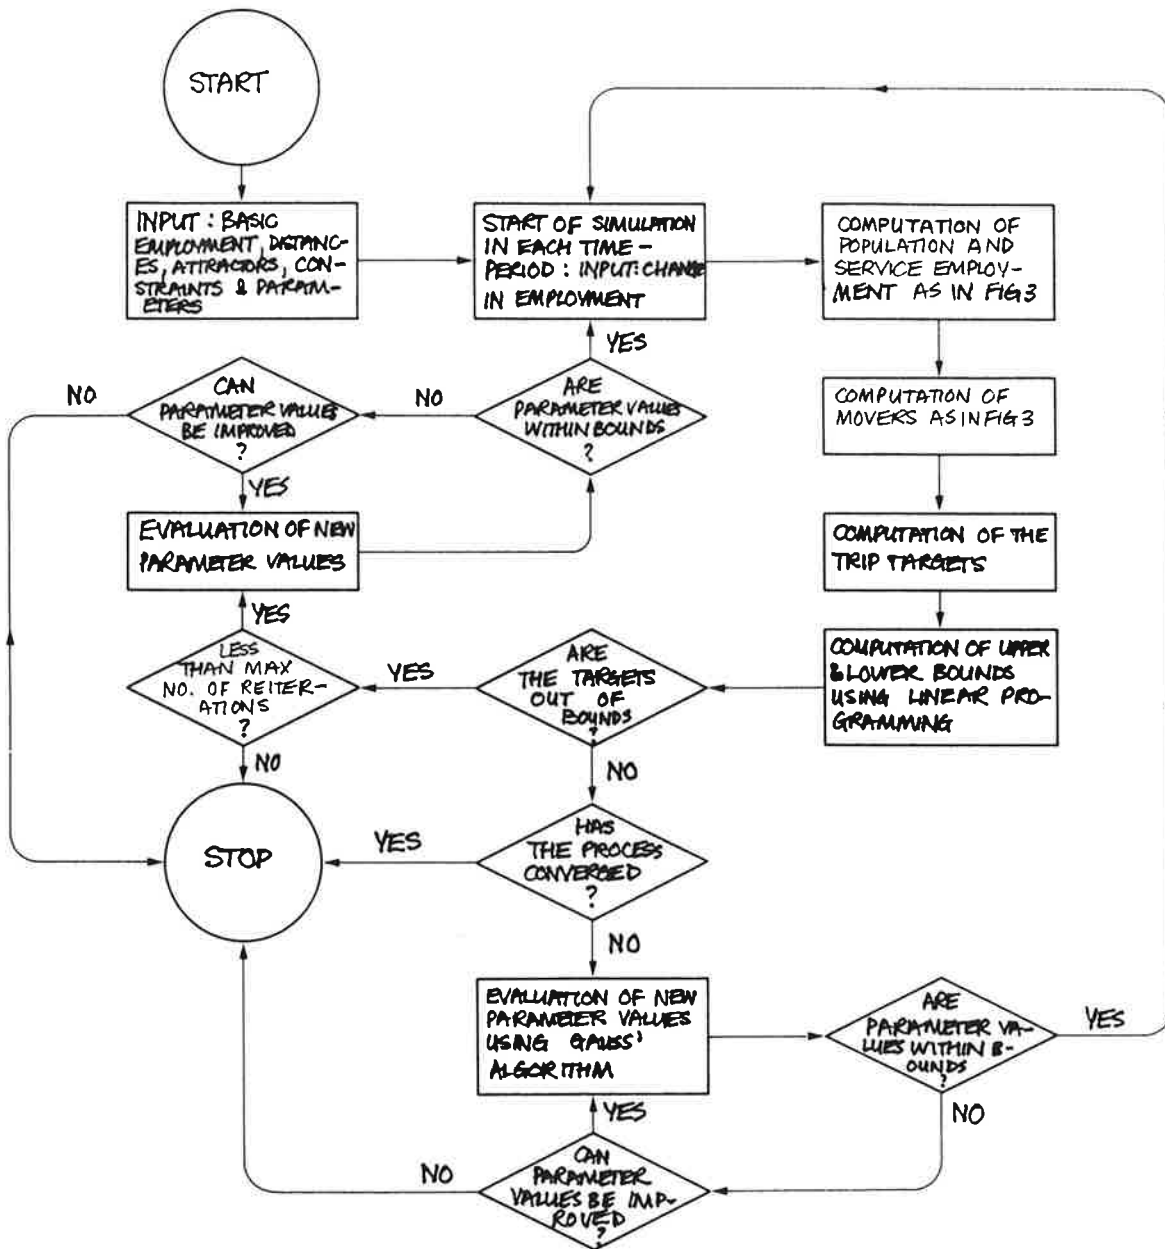 START
INPUT : BASIC
EMPLOYMENT, DISTANC-
ES, ATTRACTORS, CON-
STRAINTS & PARAM-
ETERS
START OF SIMULATION
IN EACH TIME -
PERIOD : INPUT: CHANGE
IN EMPLOYMENT
COMPUTATION OF
POPULATION AND
SERVICE EMPLOY-
MENT AS IN FIG 3
YES
NO
CAN
PARAMETER VALUES
BE IMPROVED
?
NO
ARE
PARAMETER VALUES
WITHIN BOUNDS
?
COMPUTATION OF
MOVERS AS IN FIG 3
YES
EVALUATION OF NEW
PARAMETER VALUES
COMPUTATION OF THE
TRIP TARGETS
YES
LESS
THAN MAX
NO. OF REITER-
ATIONS
?
YES
ARE
THE TARGETS
OUT OF
BOUNDS
?
COMPUTATION OF UPPER
& LOWER BOUNDS
USING LINEAR PRO-
GRAMMING
NO
NO
STOP
YES
HAS
THE PROCESS
CONVERGED
?
NO
EVALUATION OF NEW
PARAMETER VALUES
USING GAUSS'
ALGORITHM
ARE
PARAMETER VA-
LUES WITHIN B-
OUNDS
?
YES
YES
NO
NO
CAN
PARAMETER
VALUES BE IMP-
ROVED
?